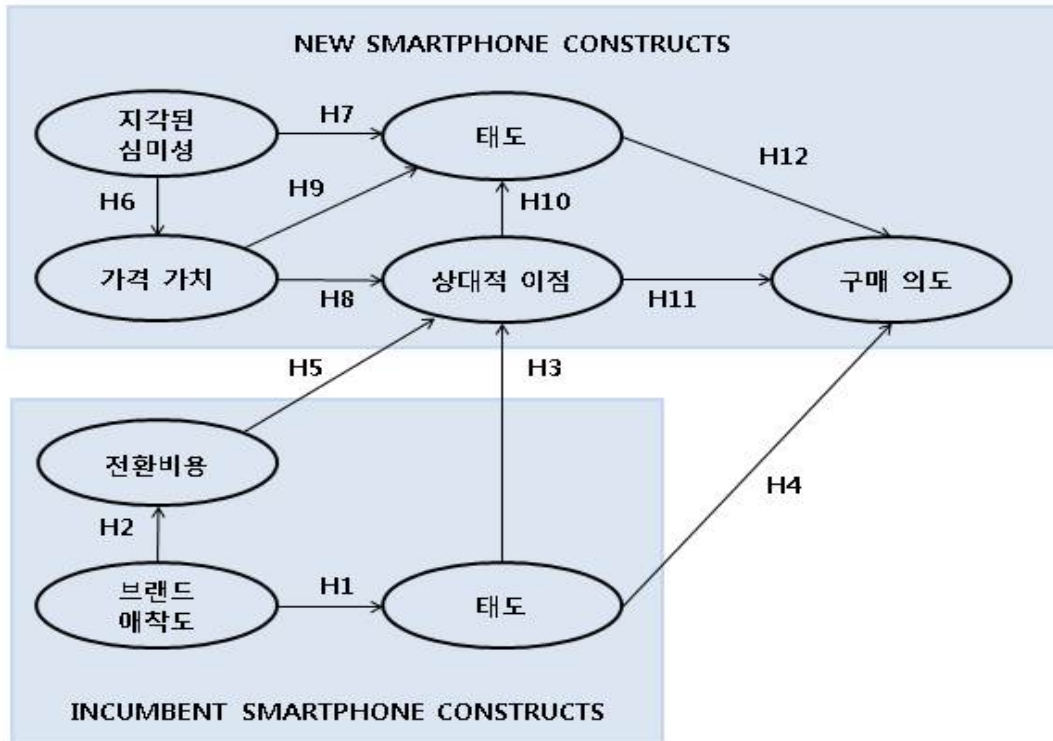 NEW SMARTPHONE CONSTRUCTS
지각된
심미성
H7
태도
H12
H6
H9
H10
가격 가치
H8
상대적 이점
H11
구매 의도
H5
H3
전환비용
H4
H2
브랜드
애착도
H1
태도
INCUMBENT SMARTPHONE CONSTRUCTS